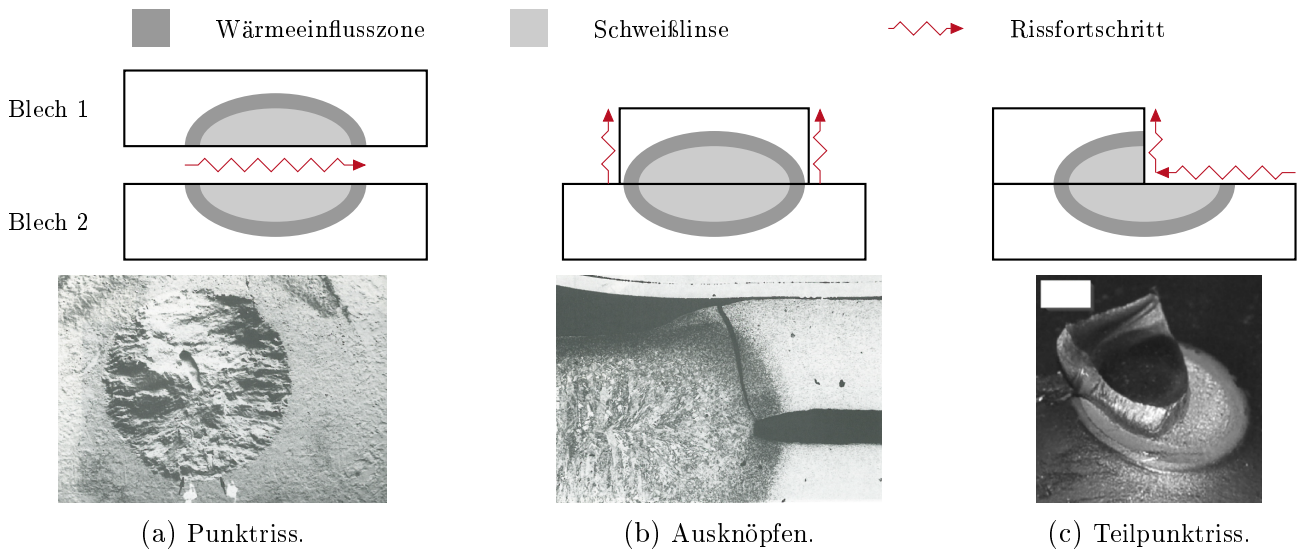 Wärmeeinflusszone
Schweißlinse
Rissfortschritt
Blech 1
Blech 2
(a) Punktriss.
(b) Ausknöpfen.
(c) Teilpunktriss.